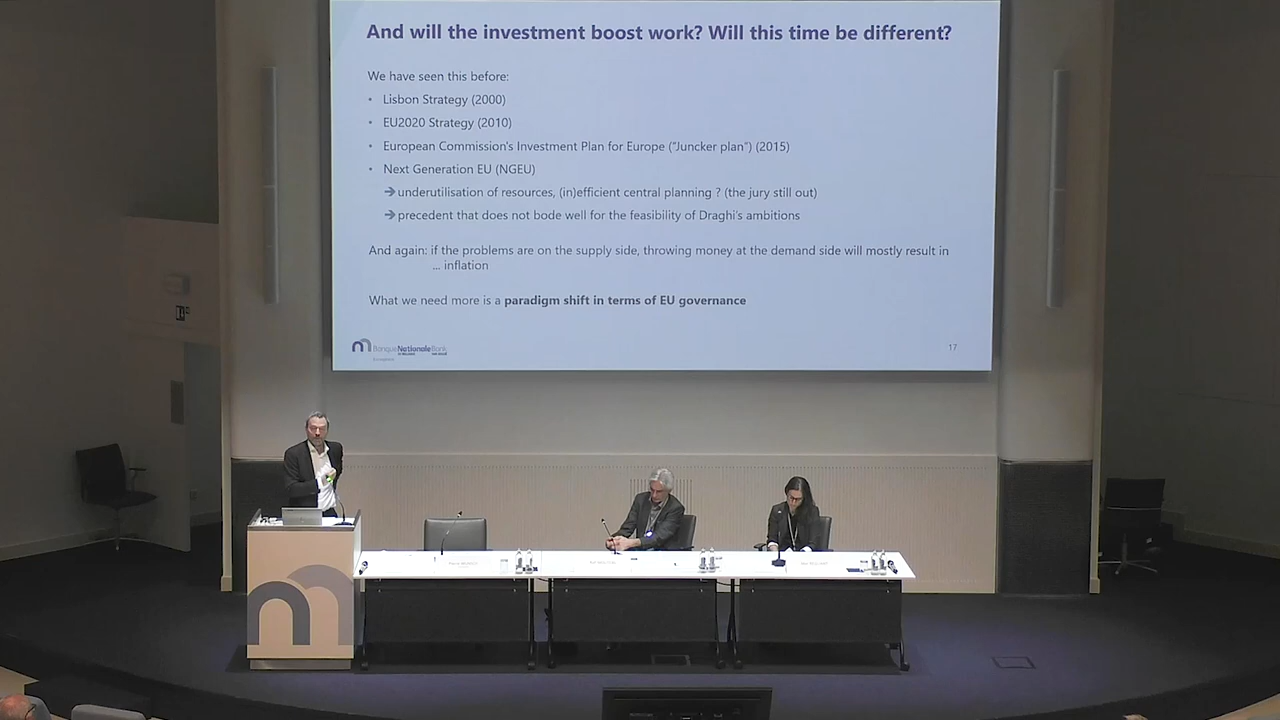 And will the investment boost work? Will this time be different?
We have seen this before:
• Lisbon Strategy (2000)
• EU2020 Strategy (2010)
• European Commission's Investment Plan for Europe ("Juncker plan") (2015)
• Next Generation EU (NGEU)
➔ underutilisation of resources, (in)efficient central planning ? (the jury still out)
➔ precedent that does not bode well for the feasibility of Draghi's ambitions
And again: if the problems are on the supply side, throwing money at the demand side will mostly result in
... inflation
What we need more is a paradigm shift in terms of EU governance
BanqueNationaleBank
17